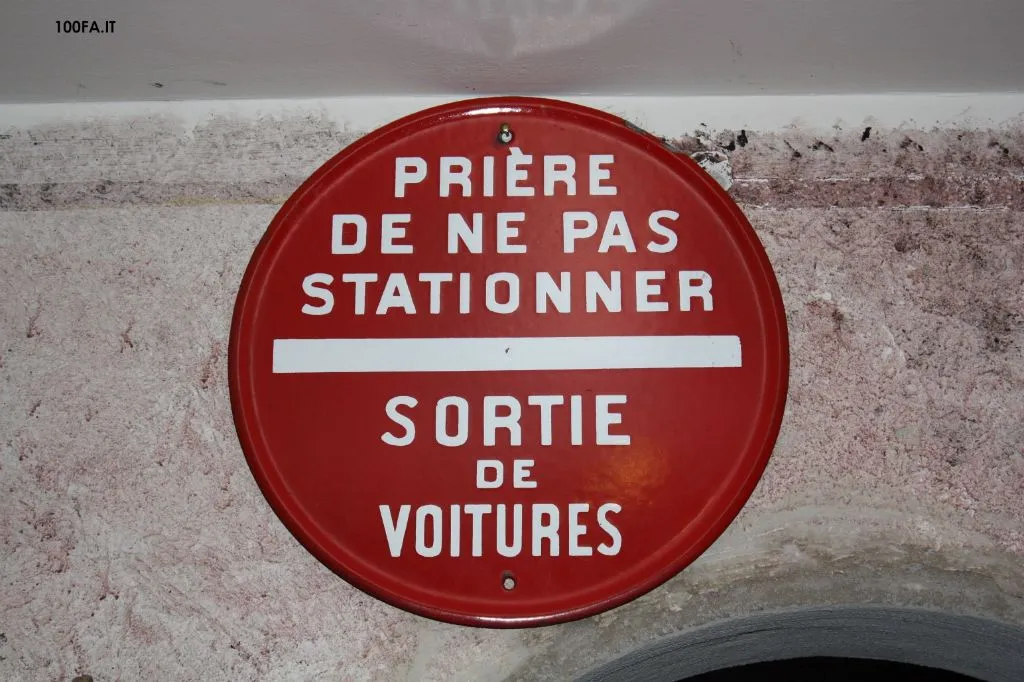 100FA.IT
PRIÈRE
DE NE PAS
STATIONNER
SORTIE
DE
VOITURES